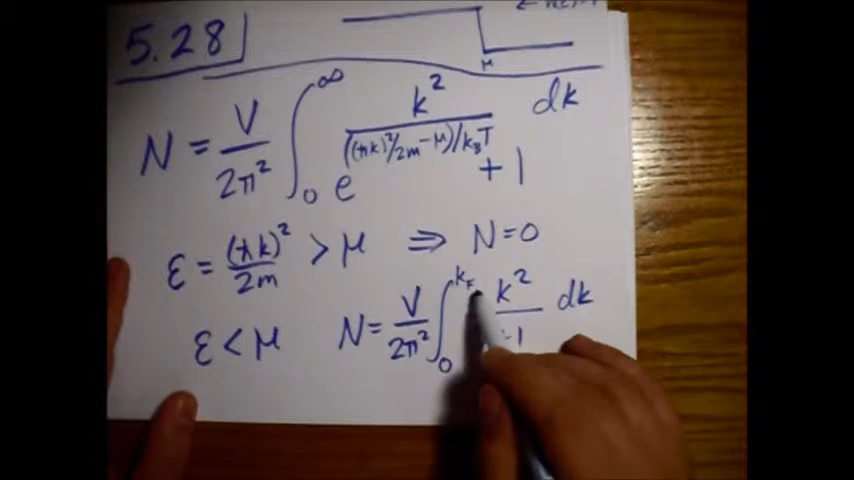 5.28
μ
N = V/2π² ∫₀^∞ k² / (e^(((ħk)²/2m - μ)/k_BT) + 1) dk
ε = (ħk)²/2m > μ ⇒ N=0
ε < μ N = V/2π² ∫₀^k_F k²/+1 dk